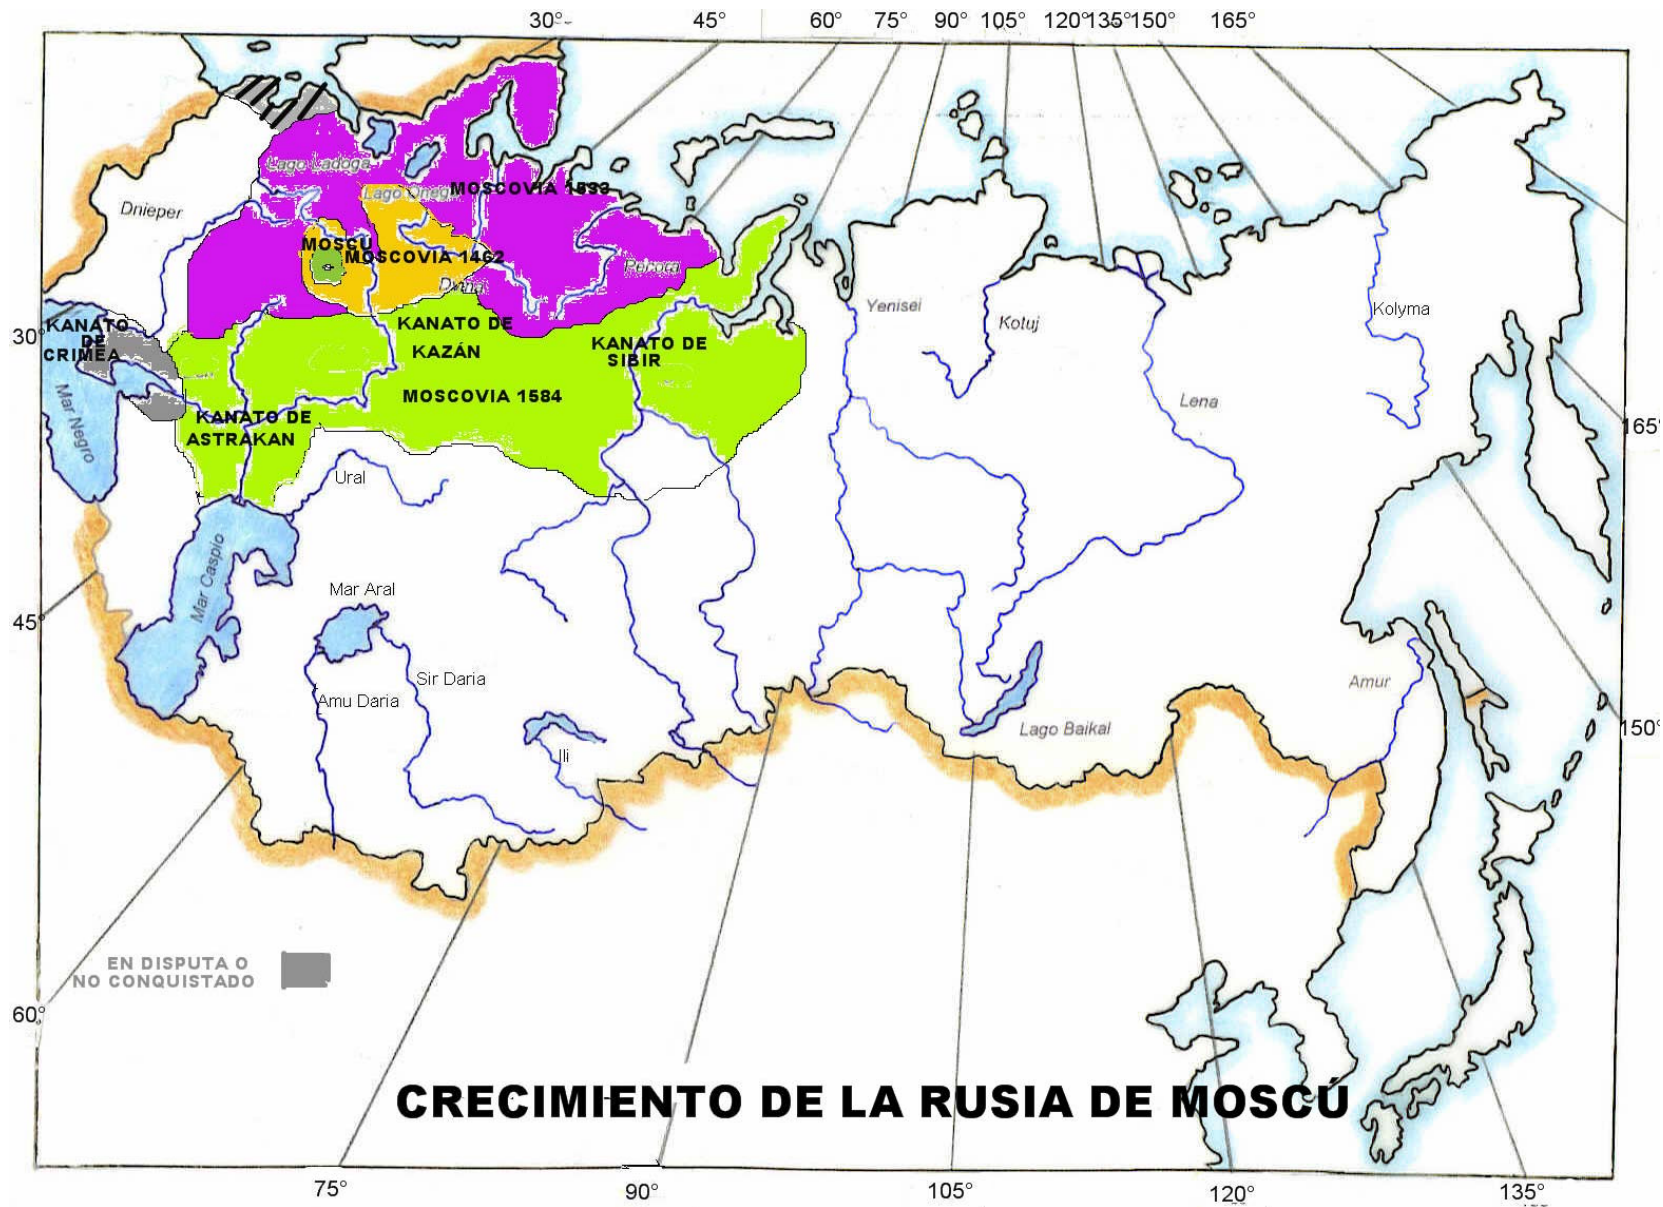 30°
45°
60°
75°
90°
105°
120°
135°
150°
165°
Lago Ladoga
Lago Oneg
MOSCOVIA 1533
Dnieper
MOSCU
MOSCOVIA 1462
Pechora
Dvina
Yenisei
Kotuj
Kolyma
30°
KANATO
DE
CRIMEA
KANATO DE
KAZÁN
KANATO DE
SIBIR
MOSCOVIA 1584
Lena
Mar Negro
KANATO DE
ASTRAKAN
165°
Ural
Mar Caspio
Mar Aral
45°
Sir Daria
Amu Daria
Amur
Lago Baikal
150°
Ili
EN DISPUTA O
NO CONQUISTADO
60°
CRECIMIENTO DE LA RUSIA DE MOSCÚ
75°
90°
105°
120°
135°